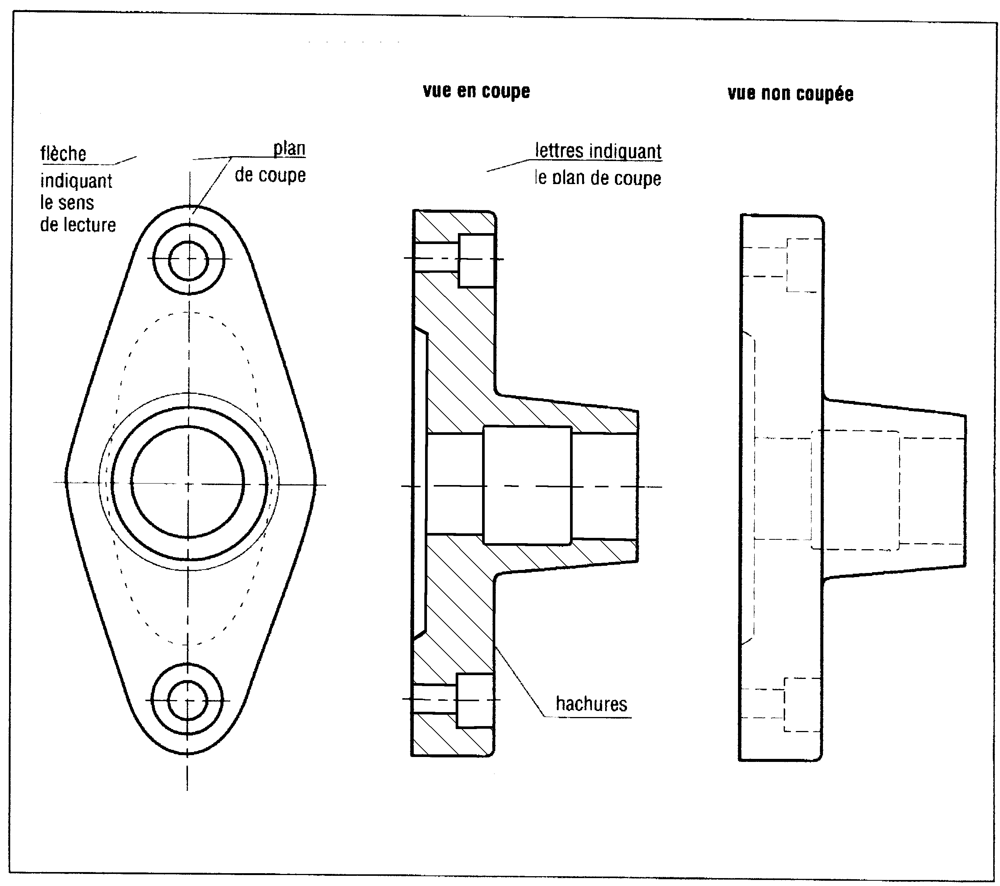 vue en coupe
vue non coupée
flèche
indiquant
le sens
de lecture
plan
de coupe
lettres indiquant
le plan de coupe
hachures